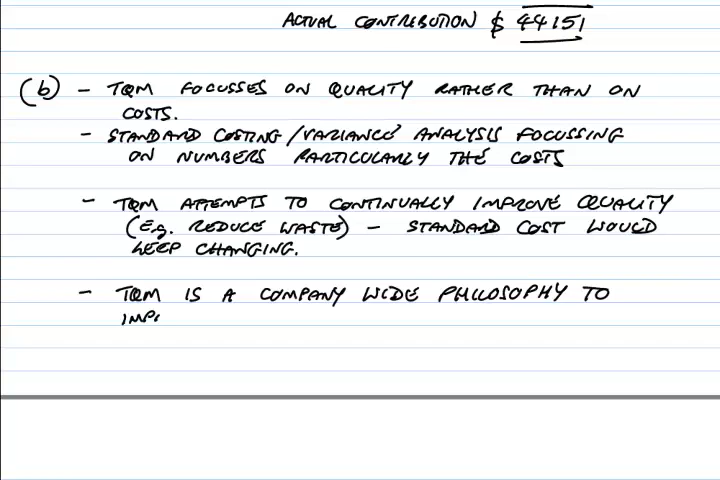 ACTUAL CONTRIBUTION $ 44151
(b) - TQM FOCUSSES ON QUALITY RATHER THAN ON
COSTS.
- STANDARD COSTING/VARIANCE ANALYSIS FOCUSSING
ON NUMBERS PARTICULARLY THE COSTS
- TQM ATTEMPTS TO CONTINUALLY IMPROVE QUALITY
(E.g. REDUCE WASTE) - STANDARD COST WOULD
KEEP CHANGING.
- TQM IS A COMPANY WIDE PHILOSOPHY TO
IMP